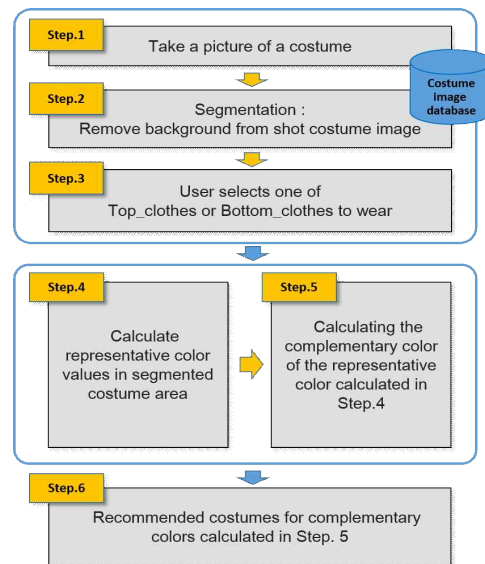 Step.1
Take a picture of a costume
Costume
image
database
Step.2
Segmentation :
Remove background from shot costume image
Step.3
User selects one of
Top_clothes or Bottom_clothes to wear
Step.4
Calculate
representative color
values in segmented
costume area
Step.5
Calculating the
complementary color
of the representative
color calculated in
Step.4
Step.6
Recommended costumes for complementary
colors calculated in Step. 5